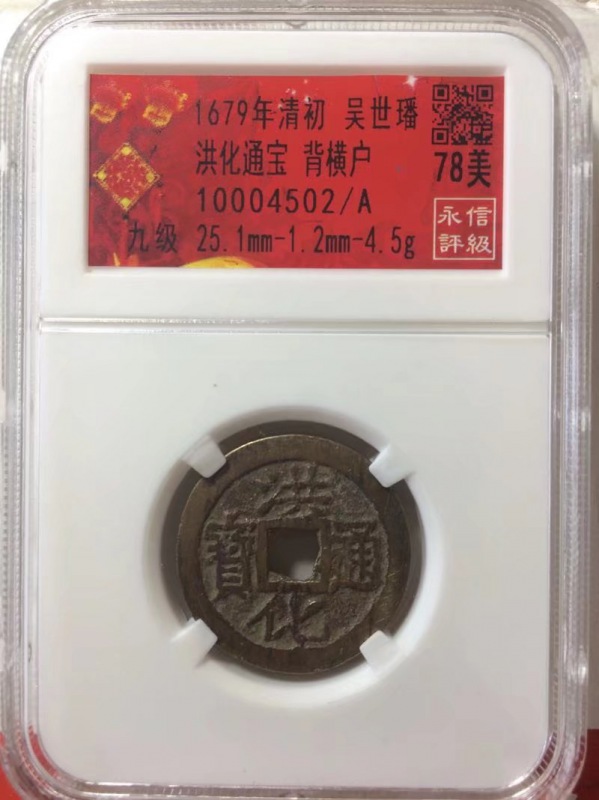 1679年清初 吴世璠
洪化通宝 背横户
10004502/A
九级 25.1mm-1.2mm-4.5g
78美
永信
評級
洪化通寳